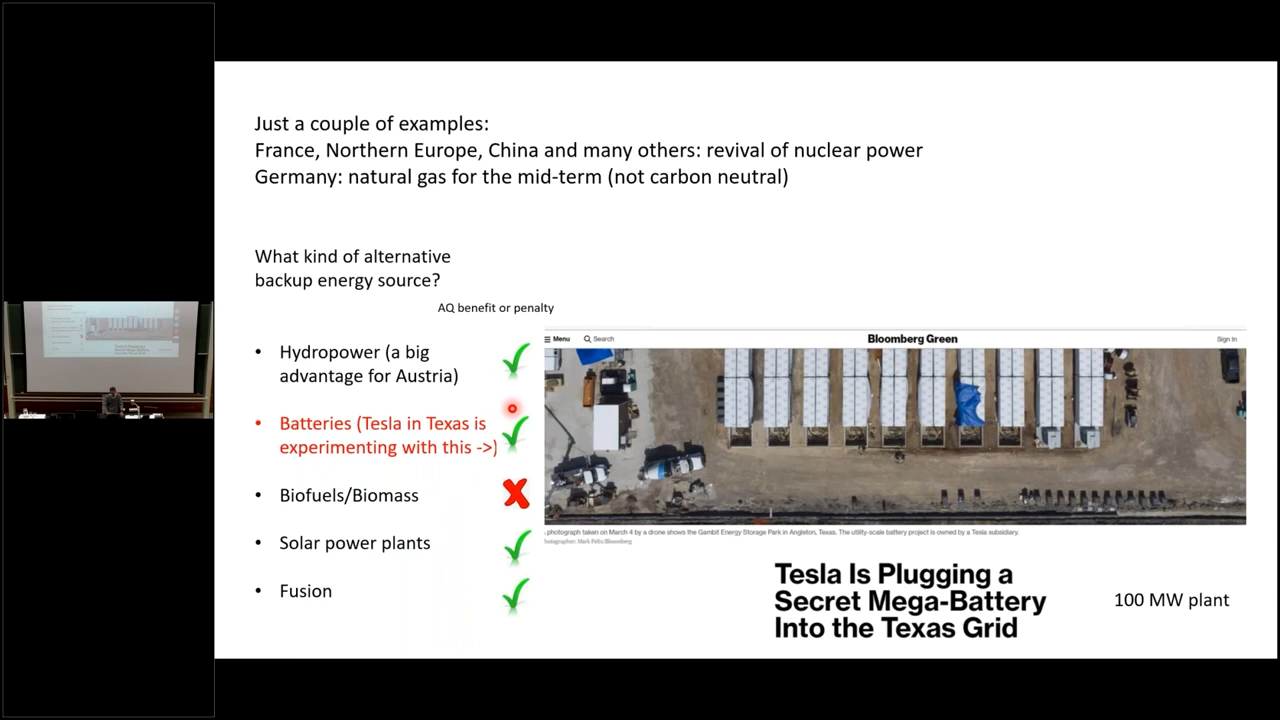 Just a couple of examples:
France, Northern Europe, China and many others: revival of nuclear power
Germany: natural gas for the mid-term (not carbon neutral)
What kind of alternative
backup energy source?
AQ benefit or penalty
• Hydropower (a big
advantage for Austria)
• Batteries (Tesla in Texas is
experimenting with this ->)
• Biofuels/Biomass
• Solar power plants
• Fusion
Menu Search Bloomberg Green Sign In
photograph taken on March 4 by a drone shows the Gambit Energy Storage Park in Angleton, Texas. The utility-scale battery project is owned by a Tesla subsidiary.
hotographer: Mark Felix/Bloomberg
Tesla Is Plugging a
Secret Mega-Battery
Into the Texas Grid
100 MW plant